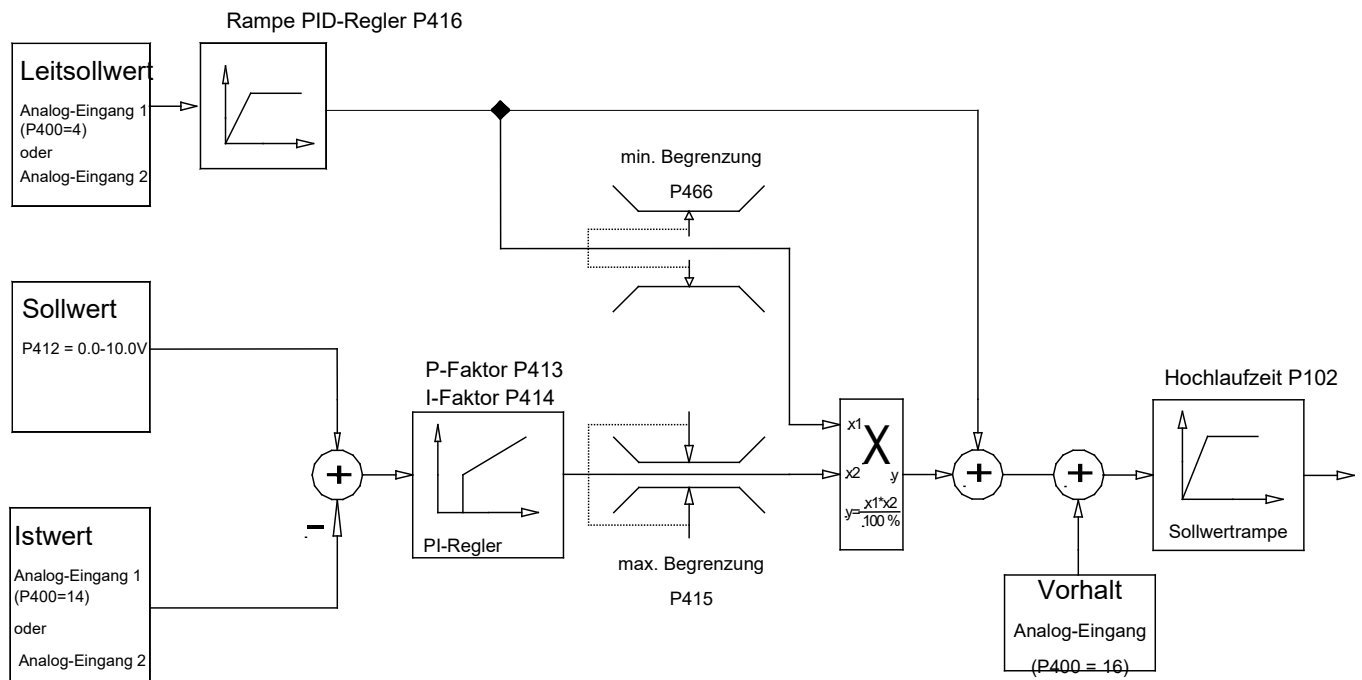 Rampe PID-Regler P416
Leitsollwert
Analog-Eingang 1
(P400=4)
oder
Analog-Eingang 2
min. Begrenzung
P466
Sollwert
P412 = 0.0-10.0V
P-Faktor P413
I-Faktor P414
PI-Regler
+
-
Istwert
Analog-Eingang 1
(P400=14)
oder
Analog-Eingang 2
max. Begrenzung
P415
x1
X
x2
y
y=x1*x2
100 %
+
+
Hochlaufzeit P102
Sollwertrampe
Vorhalt
Analog-Eingang
(P400 = 16)